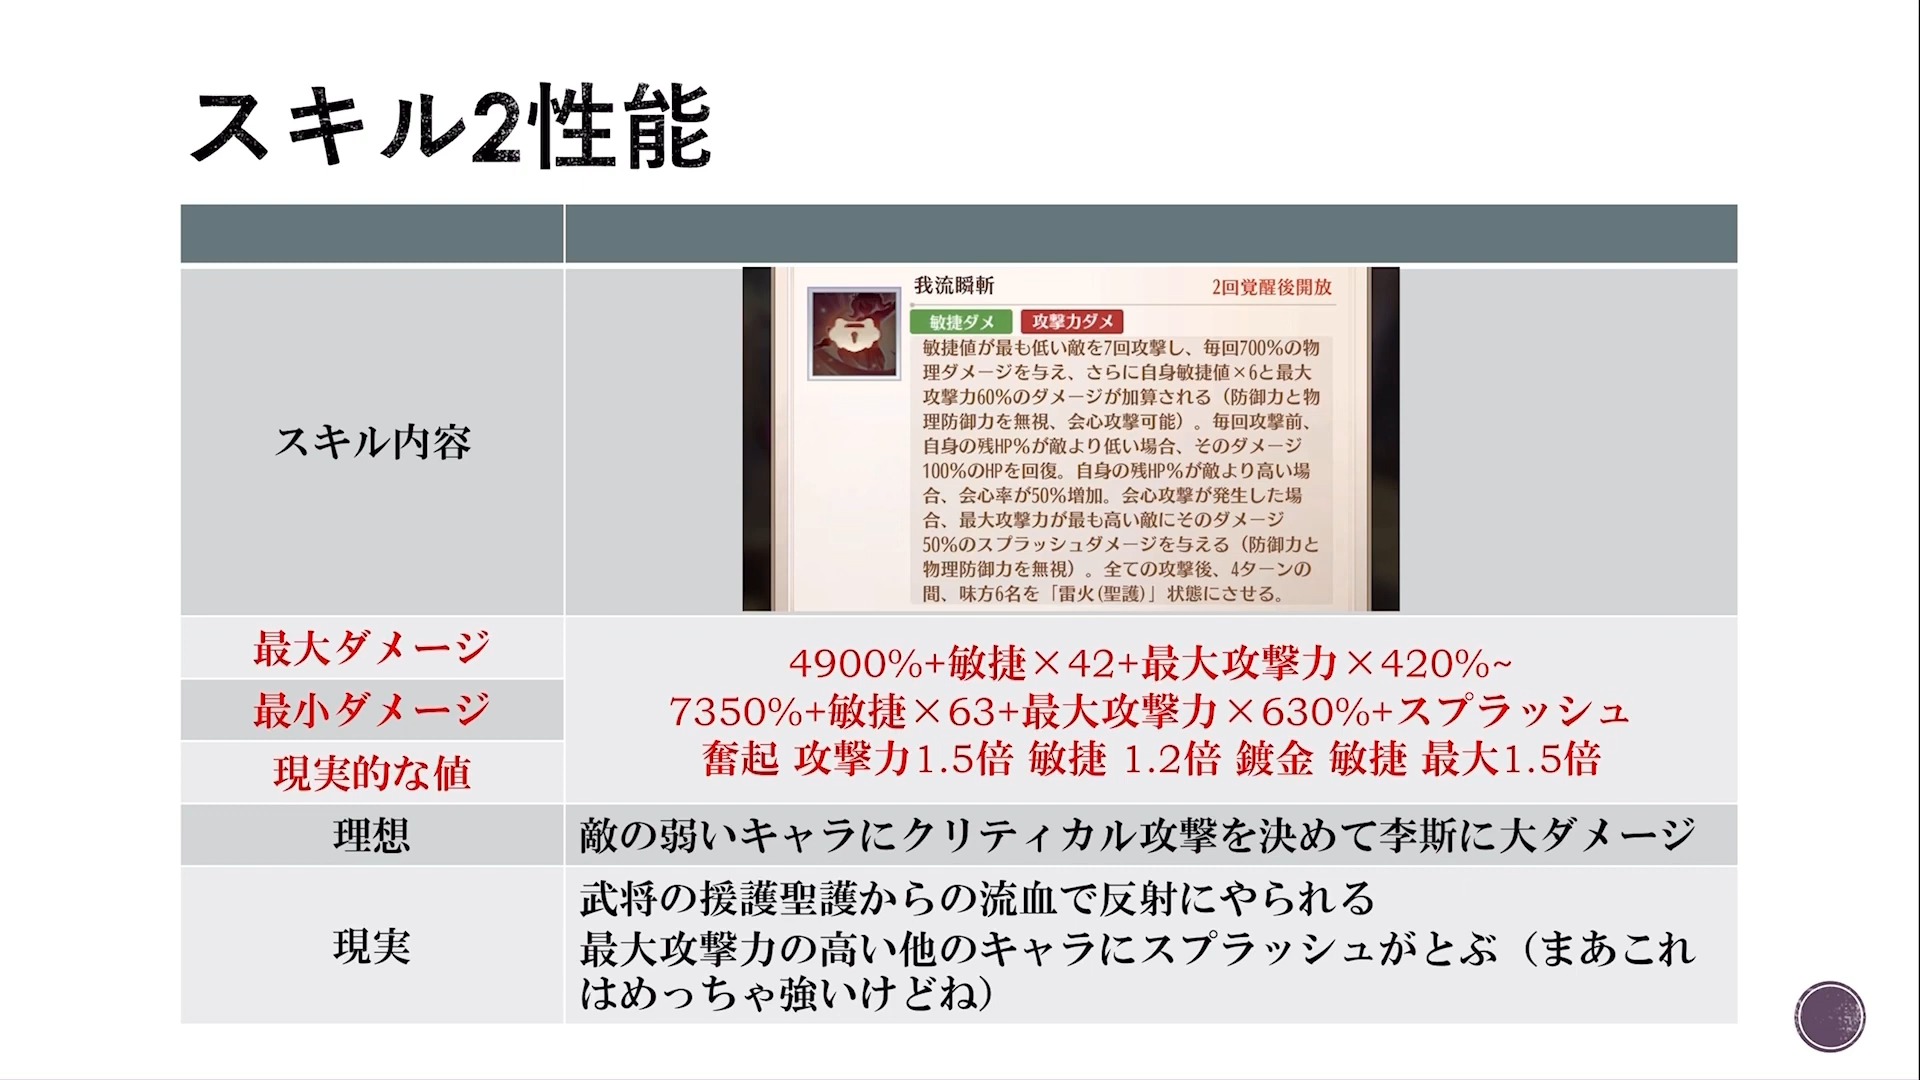 スキル2性能
スキル内容
我流瞬斬
2回覚醒後開放
敏捷ダメ
攻撃力ダメ
敏捷値が最も低い敵を7回攻撃し、毎回700%の物
理ダメージを与え、さらに自身敏捷値×6と最大
攻撃力60%のダメージが加算される（防御力と物
理防御力を無視、会心攻撃可能）。毎回攻撃前、
自身の残HP%が敵より低い場合、そのダメージ
100%のHPを回復。自身の残HP%が敵より高い場
合、会心率が50%増加。会心攻撃が発生した場
合、最大攻撃力が最も高い敵にそのダメージ
50%のスプラッシュダメージを与える（防御力と
物理防御力を無視）。全ての攻撃後、4ターンの
間、味方6名を「雷火(聖護)」状態にさせる。
最大ダメージ
最小ダメージ
現実的な値
4900%+敏捷×42+最大攻撃力×420%~
7350%+敏捷×63+最大攻撃力×630%+スプラッシュ
奮起 攻撃力1.5倍 敏捷 1.2倍 鍍金 敏捷 最大1.5倍
理想
敵の弱いキャラにクリティカル攻撃を決めて李斯に大ダメージ
現実
武将の援護聖護からの流血で反射にやられる
最大攻撃力の高い他のキャラにスプラッシュがとぶ（まあこれ
はめっちゃ強いけどね）